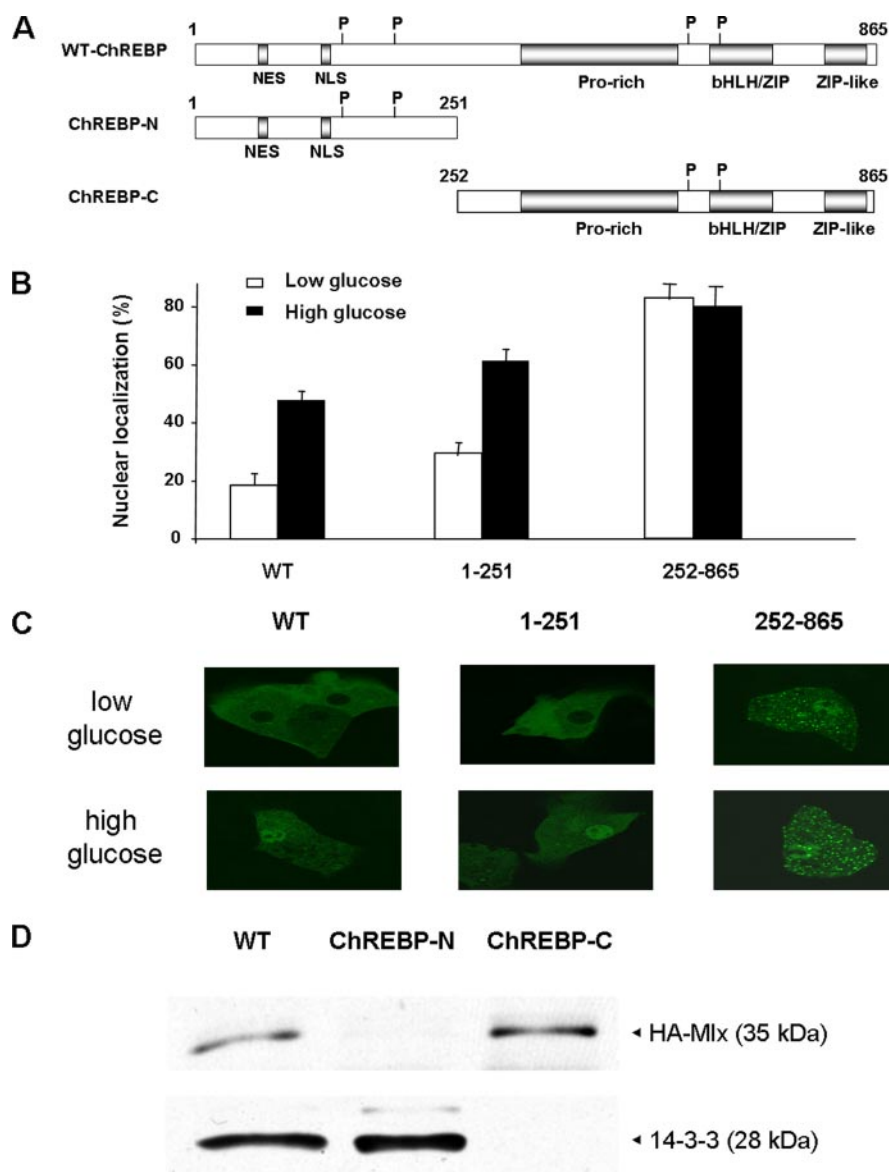 A
1
P P
P P
865
WT-ChREBP
NES NLS
Pro-rich bHLH/ZIP ZIP-like
1
P P
251
ChREBP-N
NES NLS
252
P P
865
ChREBP-C
Pro-rich bHLH/ZIP ZIP-like
B
Low glucose
High glucose
Nuclear localization (%)
80
60
40
20
0
WT 1-251 252-865
C
WT 1-251 252-865
low
glucose
high
glucose
D
WT ChREBP-N ChREBP-C
HA-Mlx (35 kDa)
14-3-3 (28 kDa)